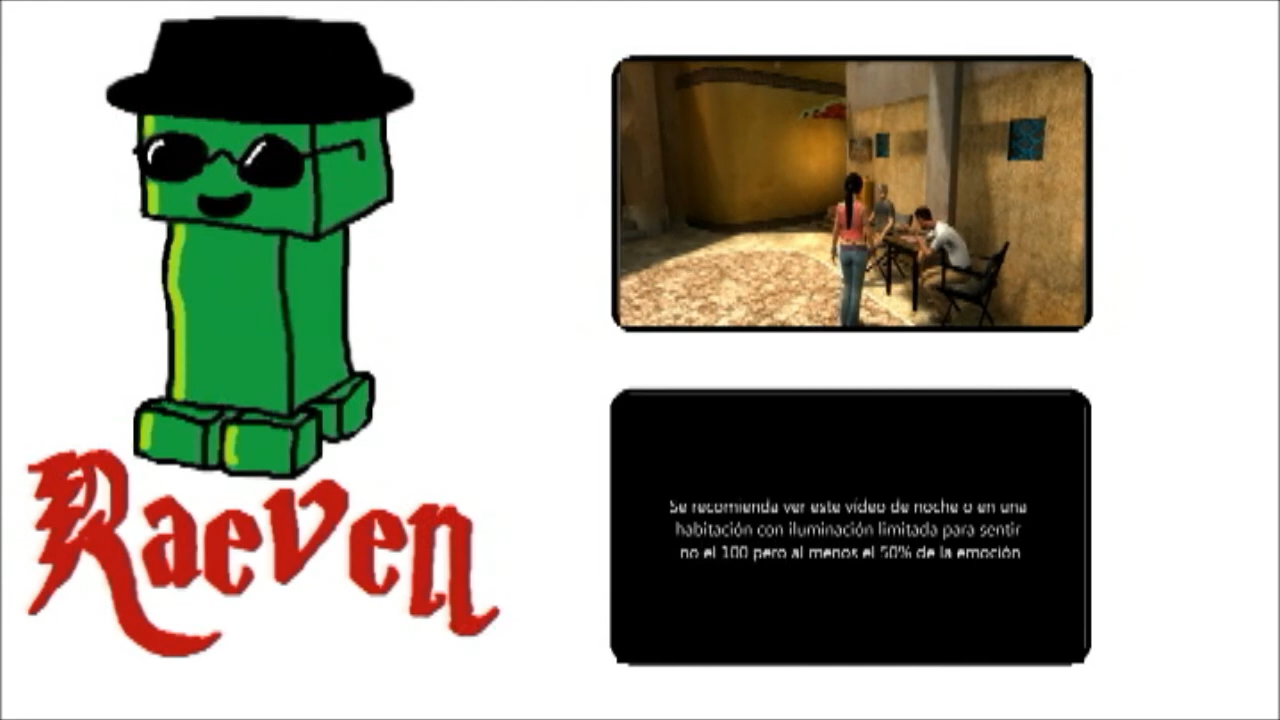 Raeven
Se recomienda ver este vídeo de noche o en una
habitación con iluminación limitada para sentir
no el 100 pero al menos el 50% de la emoción